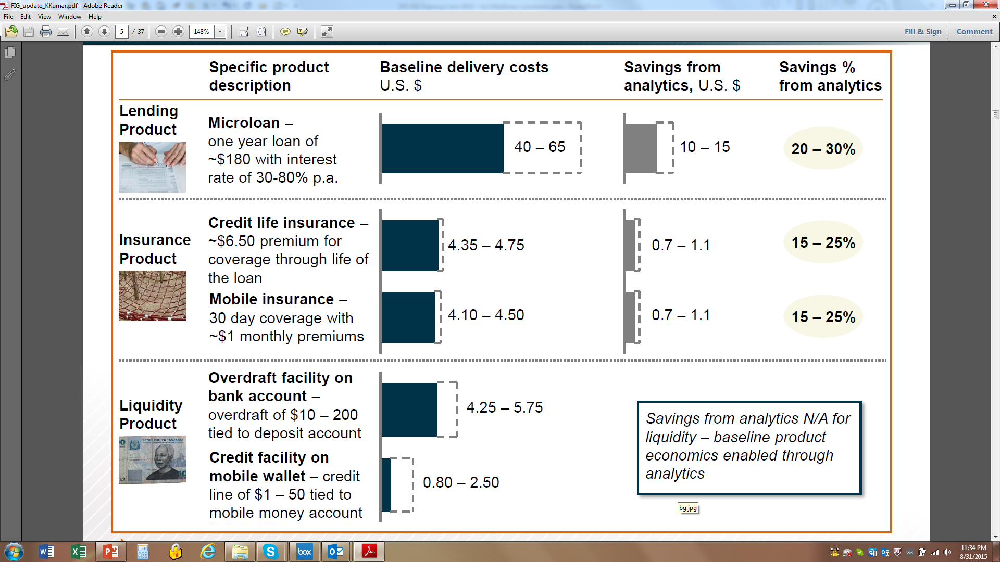 FIG_update_KKumar.pdf - Adobe Reader
File Edit View Window Help
5 / 37 148% Fill & Sign Comment
Specific product description
Baseline delivery costs
U.S. $
Savings from
analytics, U.S. $
Savings %
from analytics
Lending
Product
Microloan –
one year loan of
~$180 with interest
rate of 30-80% p.a.
40 – 65
10 – 15
20 – 30%
Insurance
Product
Credit life insurance –
~$6.50 premium for
coverage through life of
the loan
4.35 – 4.75
0.7 – 1.1
15 – 25%
Mobile insurance –
30 day coverage with
~$1 monthly premiums
4.10 – 4.50
0.7 – 1.1
15 – 25%
Liquidity
Product
BENKI KUU YA TANZANIA
Overdraft facility on
bank account –
overdraft of $10 – 200
tied to deposit account
4.25 – 5.75
Credit facility on
mobile wallet – credit
line of $1 – 50 tied to
mobile money account
0.80 – 2.50
Savings from analytics N/A for
liquidity – baseline product
economics enabled through
analytics
bg.jpg
box
11:34 PM
8/31/2015